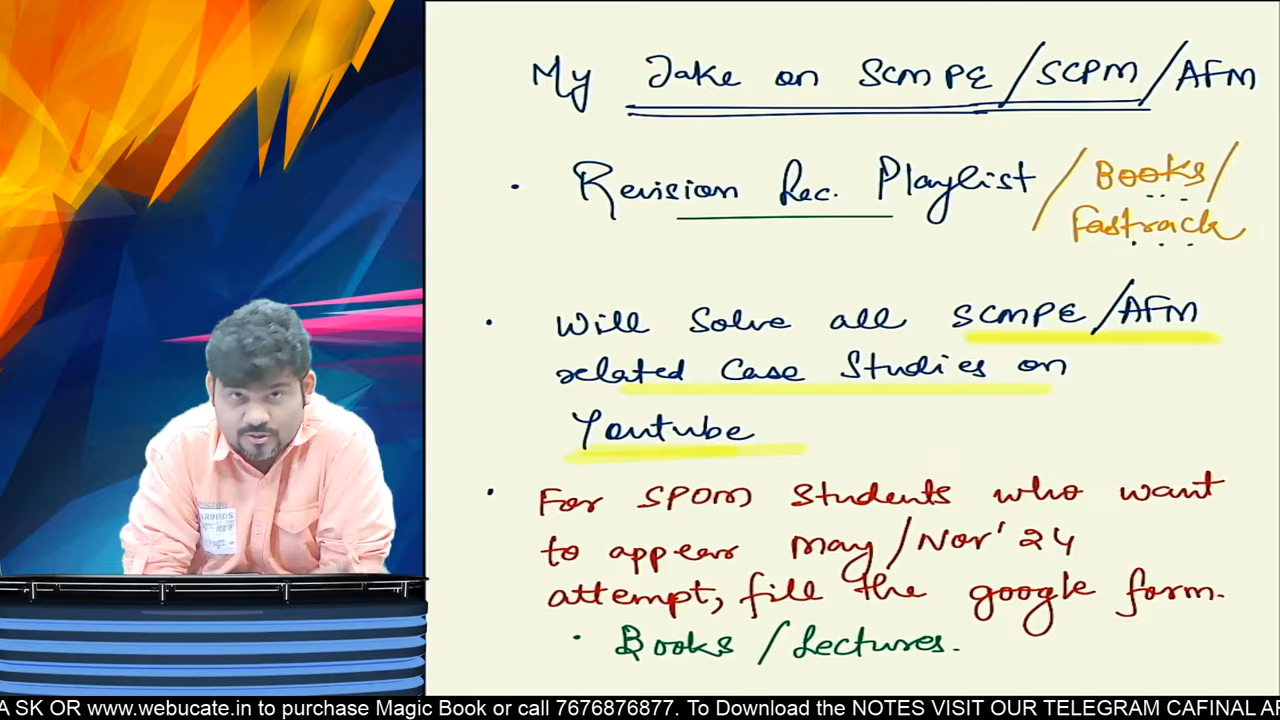 My Take on SCMPE/SCPM/AFM
• Revision Lec. Playlist / Books/
Fastrack
• Will Solve all SCMPE/AFM
related Case Studies on
Youtube
• For SPOM Students who want
to appear May/Nov' 24
attempt, fill the google form.
• Books/Lectures.
A SK OR www.webucate.in to purchase Magic Book or call 7676876877. To Download the NOTES VISIT OUR TELEGRAM CAFINAL AF